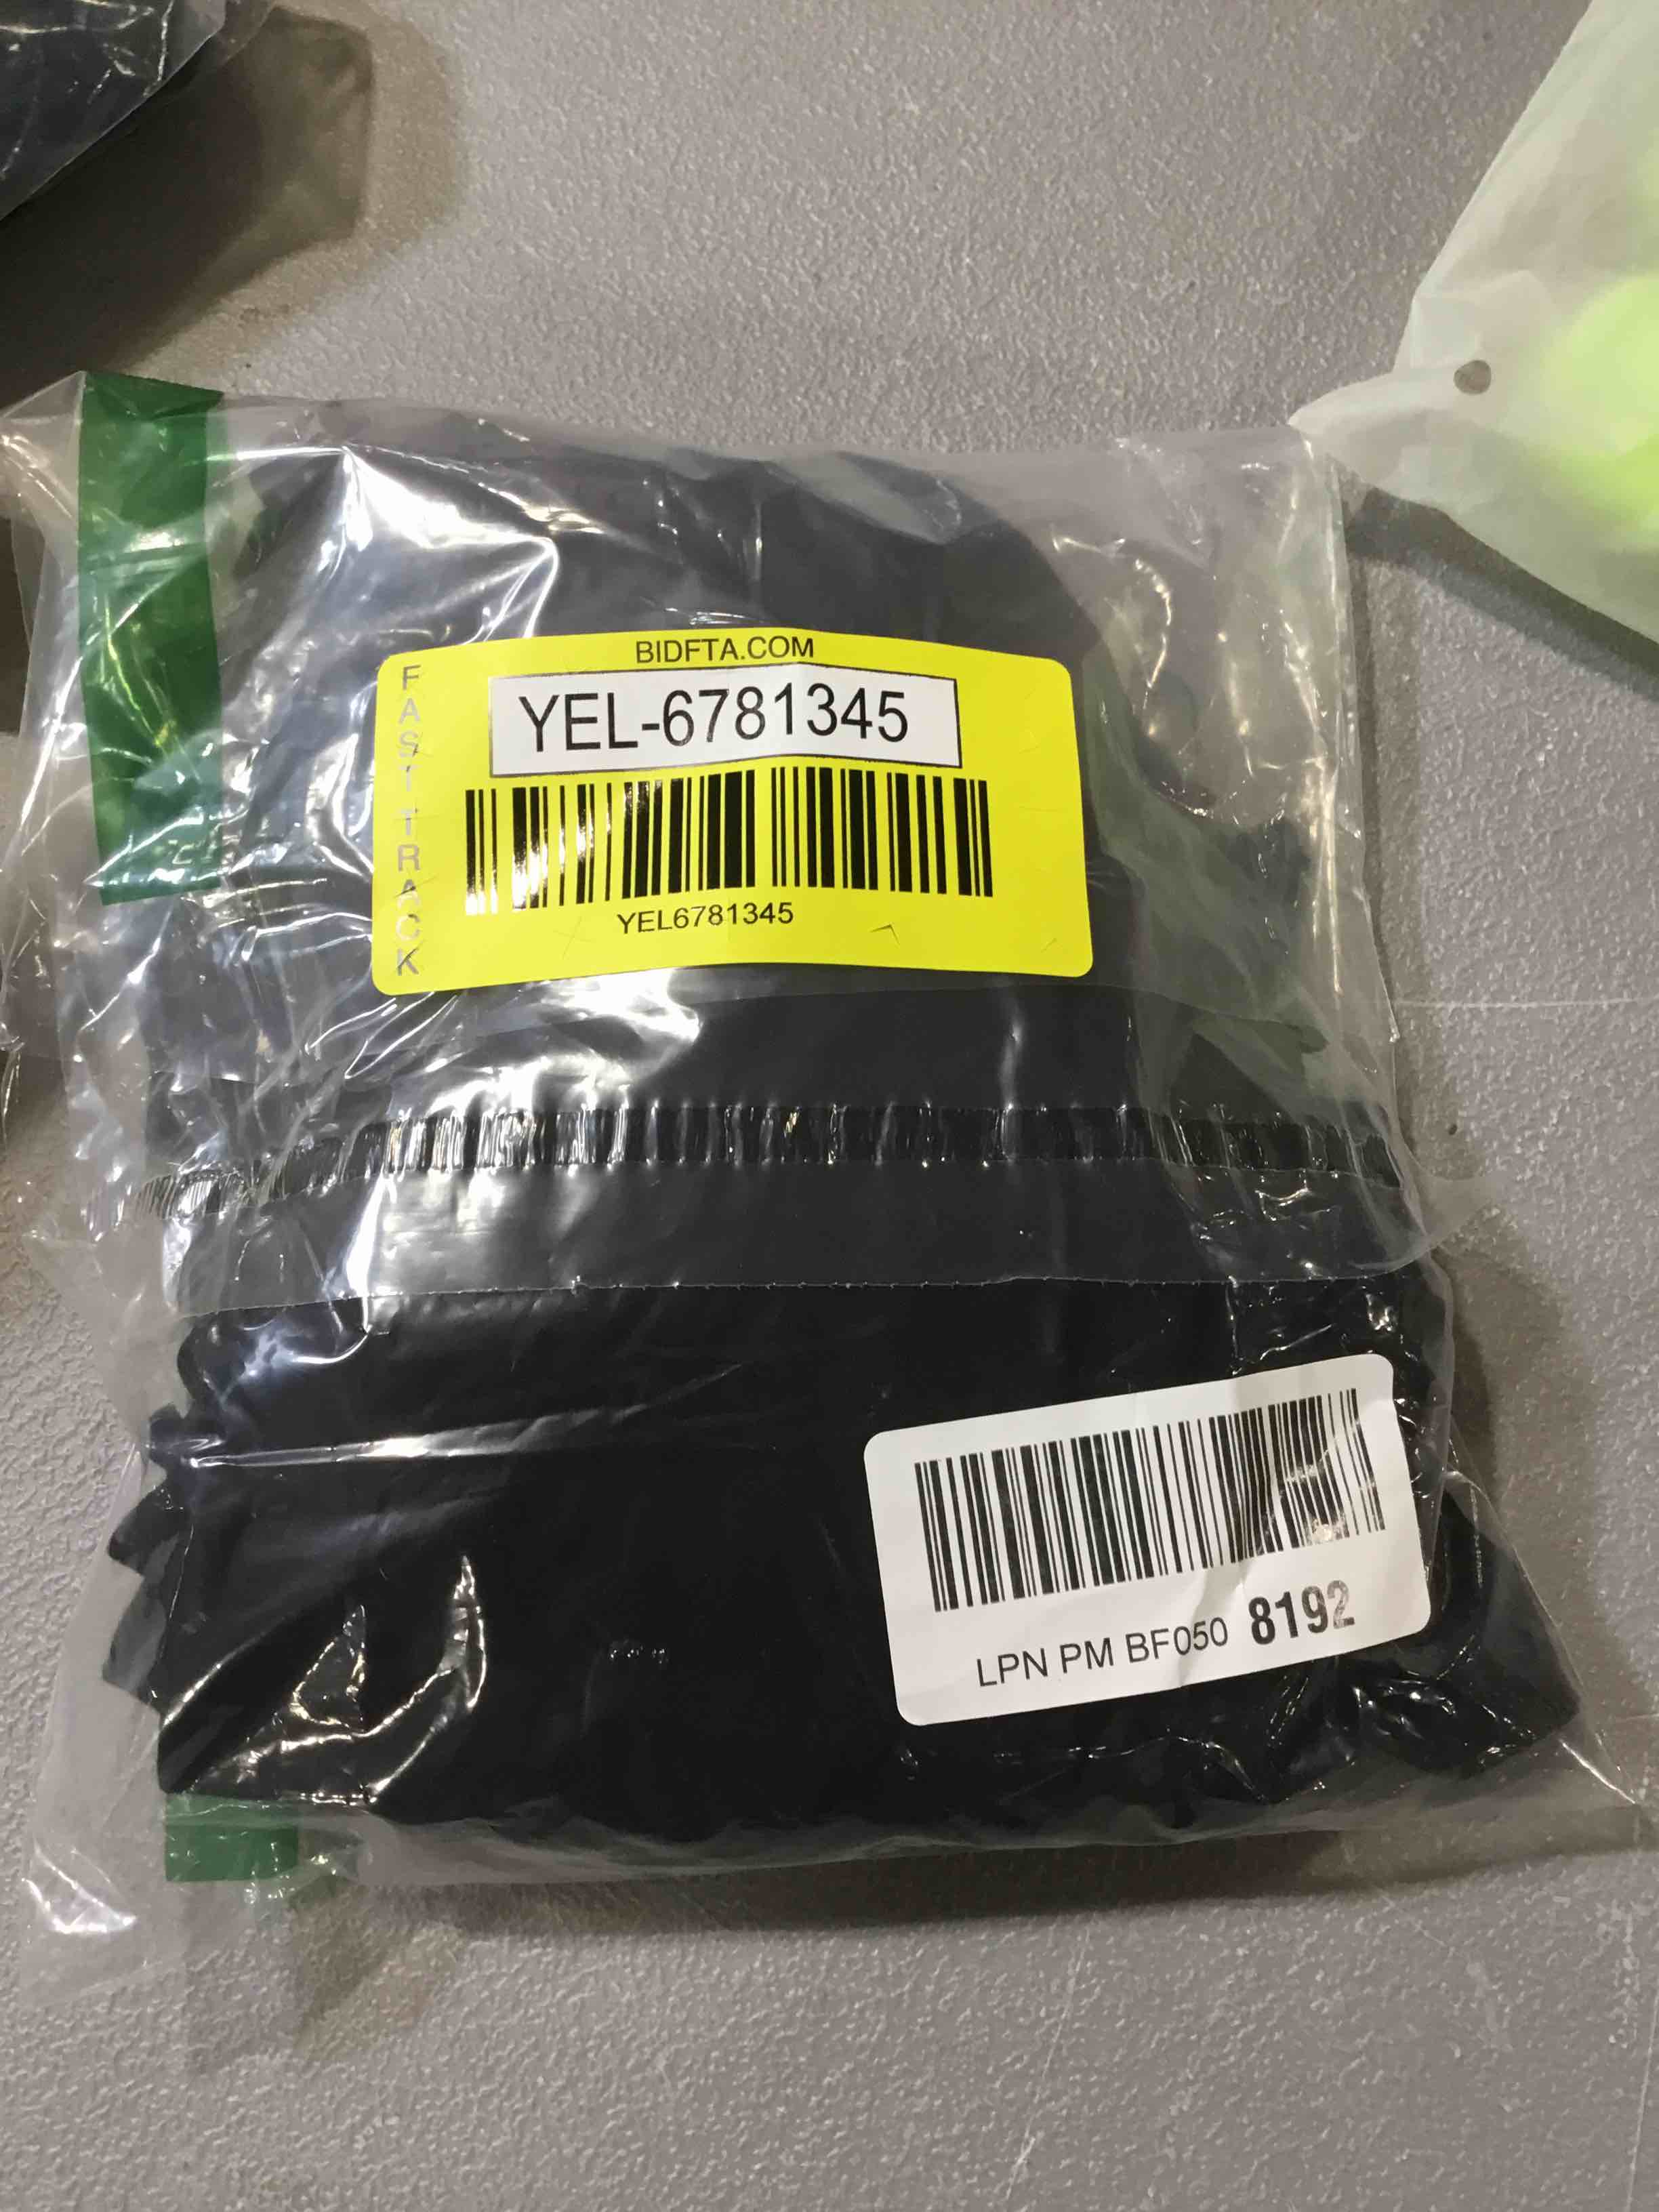 BIDFTA.COM
FAST TRACK
YEL-6781345
YEL6781345
LPN PM BF050 8192